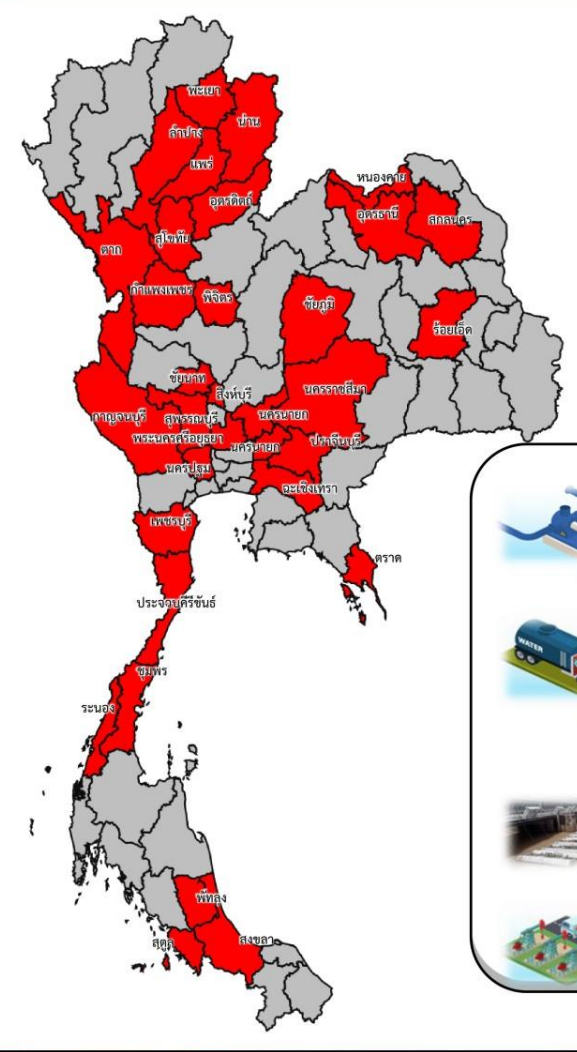 พะเยา
น่าน
ลำปาง
แพร่
หนองคาย
อุตรดิตถ์
อุดรธานี
สกลนคร
สุโขทัย
ตาก
กำแพงเพชร
พิจิตร
ชัยภูมิ
ร้อยเอ็ด
ชัยนาท
นครราชสีมา
สิงห์บุรี
กาญจนบุรี
สุพรรณบุรี
นครนายก
พระนครศรีอยุธยา
นครนายก
ปราจีนบุรี
นครปฐม
ฉะเชิงเทรา
เพชรบุรี
ตราด
ประจวบคีรีขันธ์
ชุมพร
ระนอง
WATER
พัทลุง
สตูล
สงขลา